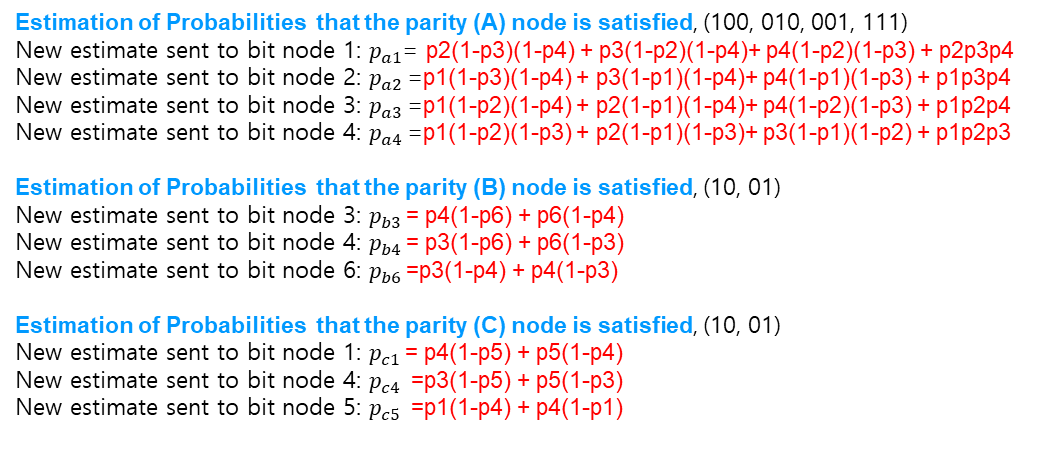 Estimation of Probabilities that the parity (A) node is satisfied, (100, 010, 001, 111)
New estimate sent to bit node 1: pa1= p2(1-p3)(1-p4) + p3(1-p2)(1-p4)+ p4(1-p2)(1-p3) + p2p3p4
New estimate sent to bit node 2: pa2 =p1(1-p3)(1-p4) + p3(1-p1)(1-p4)+ p4(1-p1)(1-p3) + p1p3p4
New estimate sent to bit node 3: pa3 =p1(1-p2)(1-p4) + p2(1-p1)(1-p4)+ p4(1-p2)(1-p3) + p1p2p4
New estimate sent to bit node 4: pa4 =p1(1-p2)(1-p3) + p2(1-p1)(1-p3)+ p3(1-p1)(1-p2) + p1p2p3
Estimation of Probabilities that the parity (B) node is satisfied, (10, 01)
New estimate sent to bit node 3: pb3 = p4(1-p6) + p6(1-p4)
New estimate sent to bit node 4: pb4 = p3(1-p6) + p6(1-p3)
New estimate sent to bit node 6: pb6 =p3(1-p4) + p4(1-p3)
Estimation of Probabilities that the parity (C) node is satisfied, (10, 01)
New estimate sent to bit node 1: pc1 = p4(1-p5) + p5(1-p4)
New estimate sent to bit node 4: pc4 =p3(1-p5) + p5(1-p3)
New estimate sent to bit node 5: pc5 =p1(1-p4) + p4(1-p1)